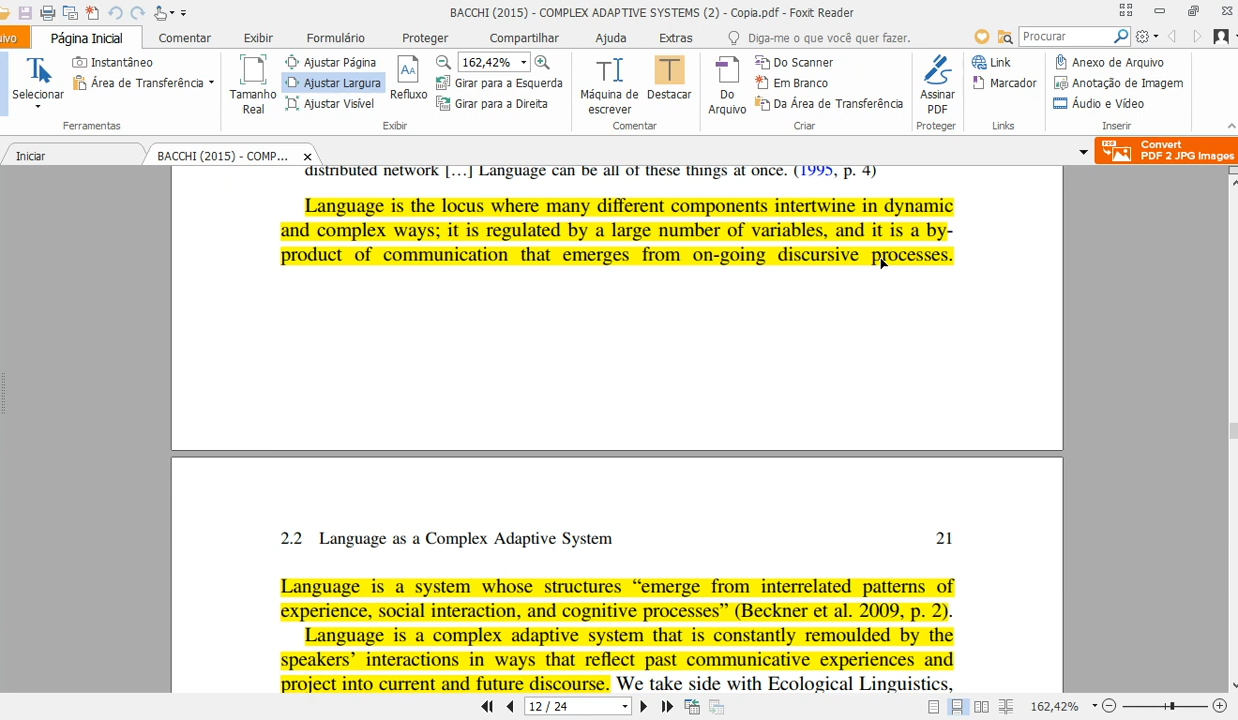 BACCHI (2015) - COMPLEX ADAPTIVE SYSTEMS (2) - Copia.pdf - Foxit Reader
ivo Página Inicial Comentar Exibir Formulário Proteger Compartilhar Ajuda Extras Diga-me o que você quer fazer. Procurar
Selecionar
Instantâneo
Área de Transferência
Ferramentas
Tamanho
Real
Ajustar Página
Ajustar Largura
Ajustar Visível
Refluxo
162,42%
Girar para a Esquerda
Girar para a Direita
Exibir
Máquina de
escrever
Destacar
Comentar
Do
Arquivo
Do Scanner
Em Branco
Da Área de Transferência
Criar
Assinar
PDF
Proteger
Link
Marcador
Links
Anexo de Arquivo
Anotação de Imagem
Áudio e Vídeo
Inserir
Iniciar
BACCHI (2015) - COMP...
Convert
PDF 2 JPG Images
distributed network […] Language can be all of these things at once. (1995, p. 4)
Language is the locus where many different components intertwine in dynamic
and complex ways; it is regulated by a large number of variables, and it is a by-
product of communication that emerges from on-going discursive processes.
2.2 Language as a Complex Adaptive System 21
Language is a system whose structures “emerge from interrelated patterns of
experience, social interaction, and cognitive processes” (Beckner et al. 2009, p. 2).
Language is a complex adaptive system that is constantly remoulded by the
speakers’ interactions in ways that reflect past communicative experiences and
project into current and future discourse. We take side with Ecological Linguistics,
12 / 24
162,42%